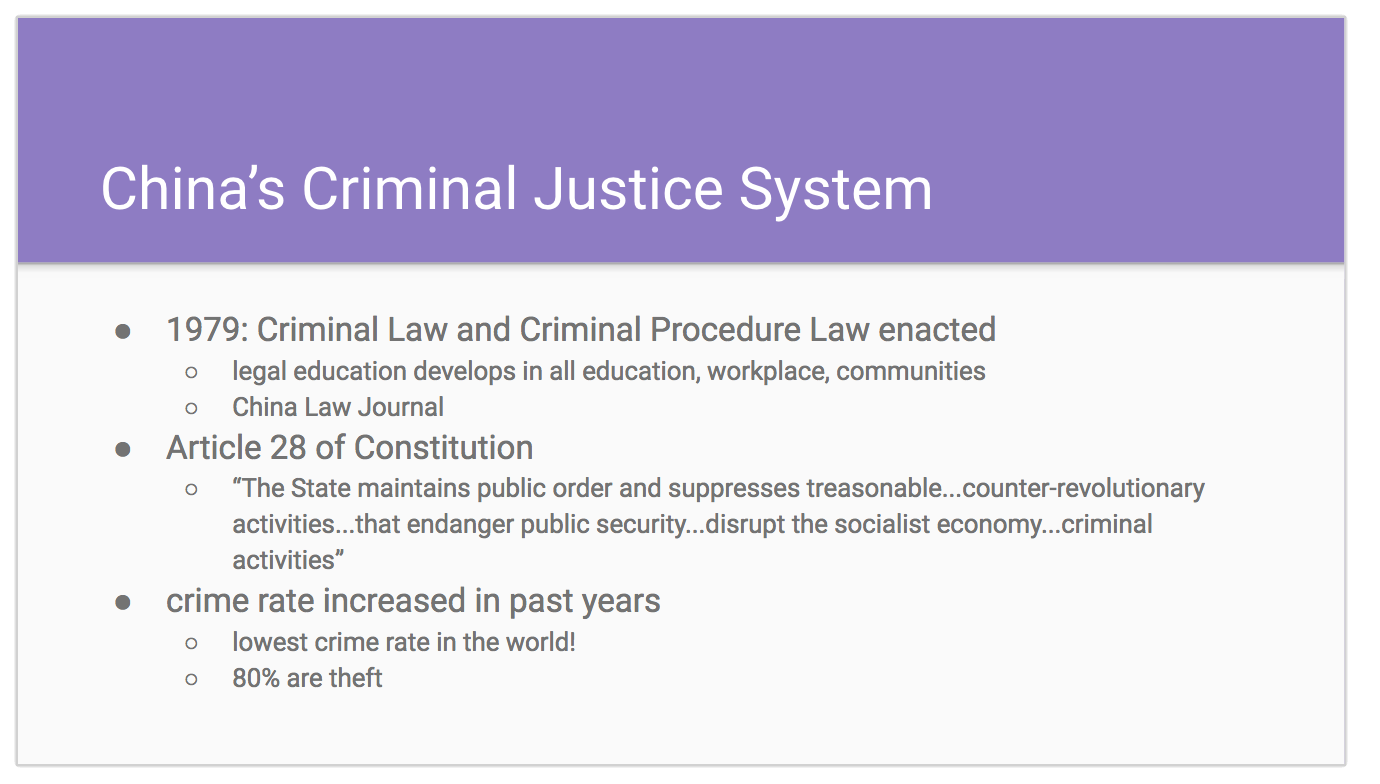 China’s Criminal Justice System
● 1979: Criminal Law and Criminal Procedure Law enacted
○ legal education develops in all education, workplace, communities
○ China Law Journal
● Article 28 of Constitution
○ “The State maintains public order and suppresses treasonable...counter-revolutionary
activities...that endanger public security...disrupt the socialist economy...criminal
activities”
● crime rate increased in past years
○ lowest crime rate in the world!
○ 80% are theft